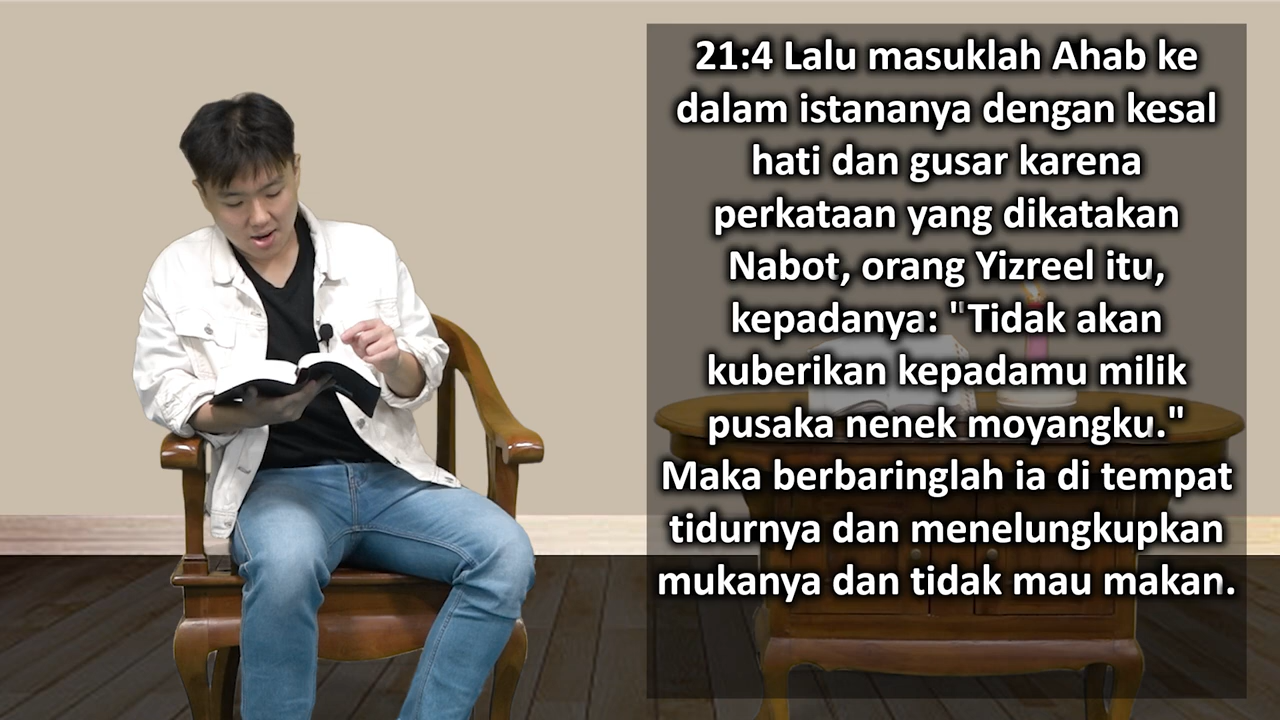 21:4 Lalu masuklah Ahab ke
dalam istananya dengan kesal
hati dan gusar karena
perkataan yang dikatakan
Nabot, orang Yizreel itu,
kepadanya: "Tidak akan
kuberikan kepadamu milik
pusaka nenek moyangku."
Maka berbaringlah ia di tempat
tidurnya dan menelungkupkan
mukanya dan tidak mau makan.